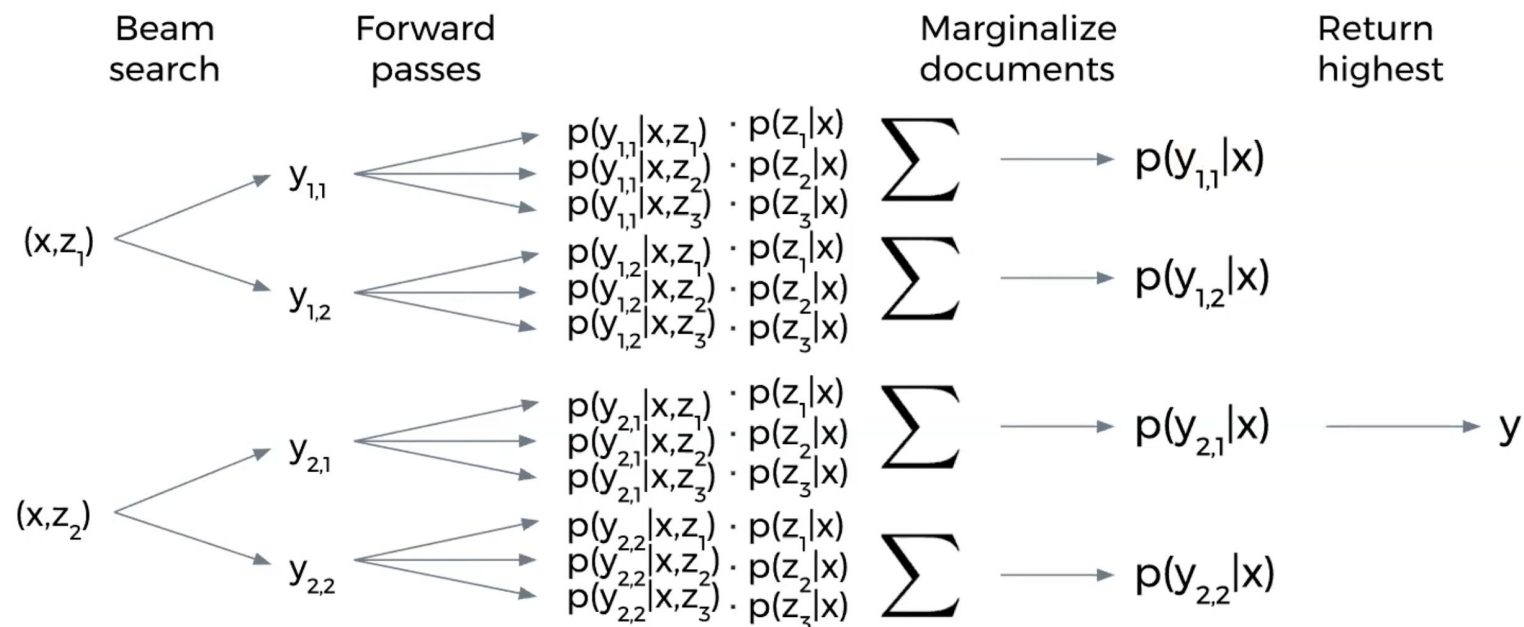 Beam search
Forward passes
Marginalize documents
Return highest
(x,z₁)
y₁,₁
p(y₁,₁|x,z₁) · p(z₁|x)
p(y₁,₁|x,z₂) · p(z₂|x)
p(y₁,₁|x,z₃) · p(z₃|x)
∑
p(y₁,₁|x)
y₁,₂
p(y₁,₂|x,z₁) · p(z₁|x)
p(y₁,₂|x,z₂) · p(z₂|x)
p(y₁,₂|x,z₃) · p(z₃|x)
∑
p(y₁,₂|x)
(x,z₂)
y₂,₁
p(y₂,₁|x,z₁) · p(z₁|x)
p(y₂,₁|x,z₂) · p(z₂|x)
p(y₂,₁|x,z₃) · p(z₃|x)
∑
p(y₂,₁|x)
y₂,₂
p(y₂,₂|x,z₁) · p(z₁|x)
p(y₂,₂|x,z₂) · p(z₂|x)
p(y₂,₂|x,z₃) · p(z₃|x)
∑
p(y₂,₂|x)
y